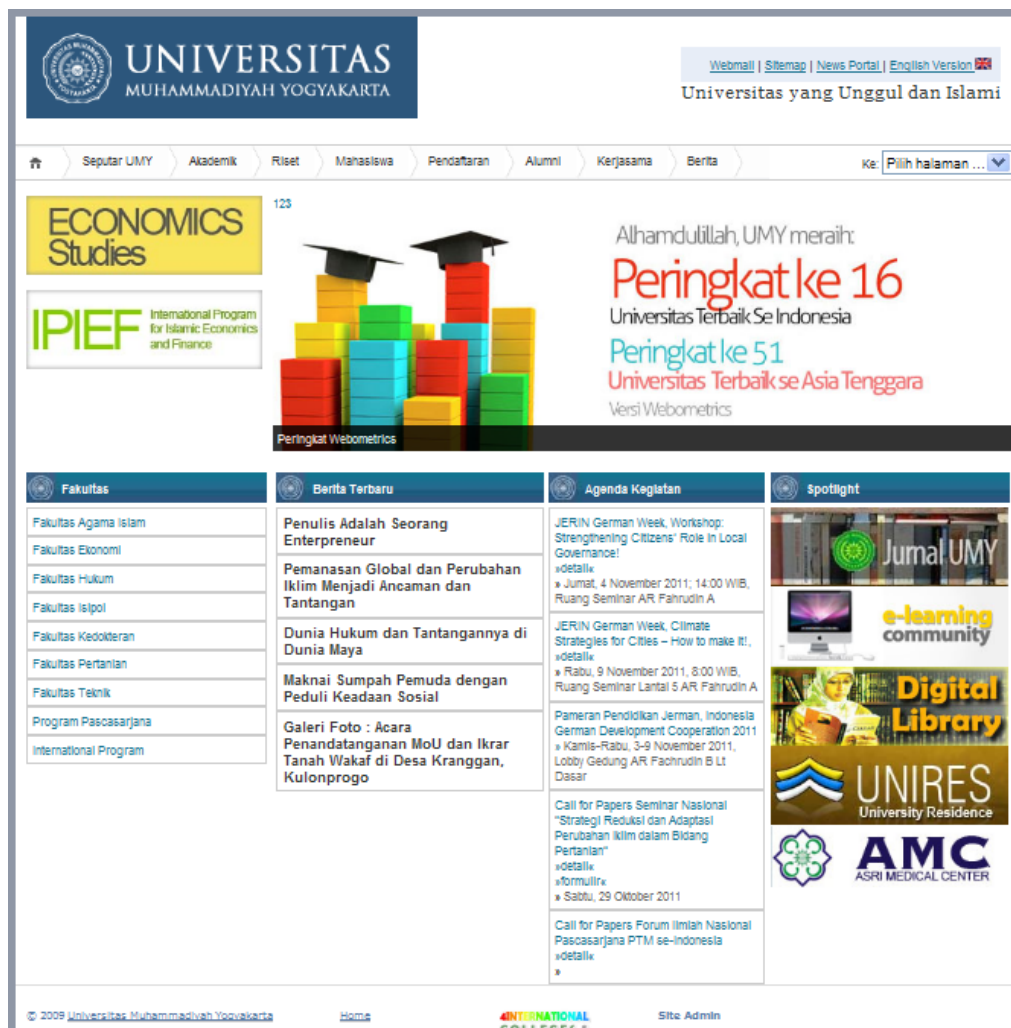 UNIVERSITAS
MUHAMMADIYAH YOGYAKARTA
Webmail | Sitemap | News Portal | English Version
Universitas yang Unggul dan Islami
Seputar UMY
Akademik
Riset
Mahasiswa
Pendaftaran
Alumni
Kerjasama
Berita
Ke: Pilih halaman ...
ECONOMICS
Studies
IPIEF
International Program
for Islamic Economics
and Finance
123
Alhamdulillah, UMY meraih:
Peringkat ke 16
Universitas Terbaik Se Indonesia
Peringkat ke 51
Universitas Terbaik se Asia Tenggara
Versi Webometrics
Peringkat Webometrics
Fakultas
Fakultas Agama Islam
Fakultas Ekonomi
Fakultas Hukum
Fakultas Isipol
Fakultas Kedokteran
Fakultas Pertanian
Fakultas Teknik
Program Pascasarjana
International Program
Berita Terbaru
Penulis Adalah Seorang
Enterpreneur
Pemanasan Global dan Perubahan
Iklim Menjadi Ancaman dan
Tantangan
Dunia Hukum dan Tantangannya di
Dunia Maya
Maknai Sumpah Pemuda dengan
Peduli Keadaan Sosial
Galeri Foto : Acara
Penandatanganan MoU dan Ikrar
Tanah Wakaf di Desa Kranggan,
Kulonprogo
Agenda Kegiatan
JERIN German Week, Workshop:
Strengthening Citizens' Role in Local
Governance!
»detail«
» Jumat, 4 November 2011; 14:00 WIB,
Ruang Seminar AR Fahrudin A
JERIN German Week, Climate
Strategies for Cities – How to make it!,
»detail«
» Rabu, 9 November 2011, 8:00 WIB,
Ruang Seminar Lantai 5 AR Fahrudin A
Pameran Pendidikan Jerman, Indonesia
German Development Cooperation 2011
» Kamis-Rabu, 3-9 November 2011,
Lobby Gedung AR Fachrudin B Lt
Dasar
Call for Papers Seminar Nasional
"Strategi Reduksi dan Adaptasi
Perubahan Iklim dalam Bidang
Pertanian"
»detail«
»formulir«
» Sabtu, 29 Oktober 2011
Call for Papers Forum Ilmiah Nasional
Pascasarjana PTM se-Indonesia
»detail«
»
Spotlight
Jurnal UMY
e-learning
community
Digital
Library
UNIRES
University Residence
AMC
ASRI MEDICAL CENTER
© 2009 Universitas Muhammadiyah Yogyakarta
Home
4INTERNATIONAL
Site Admin